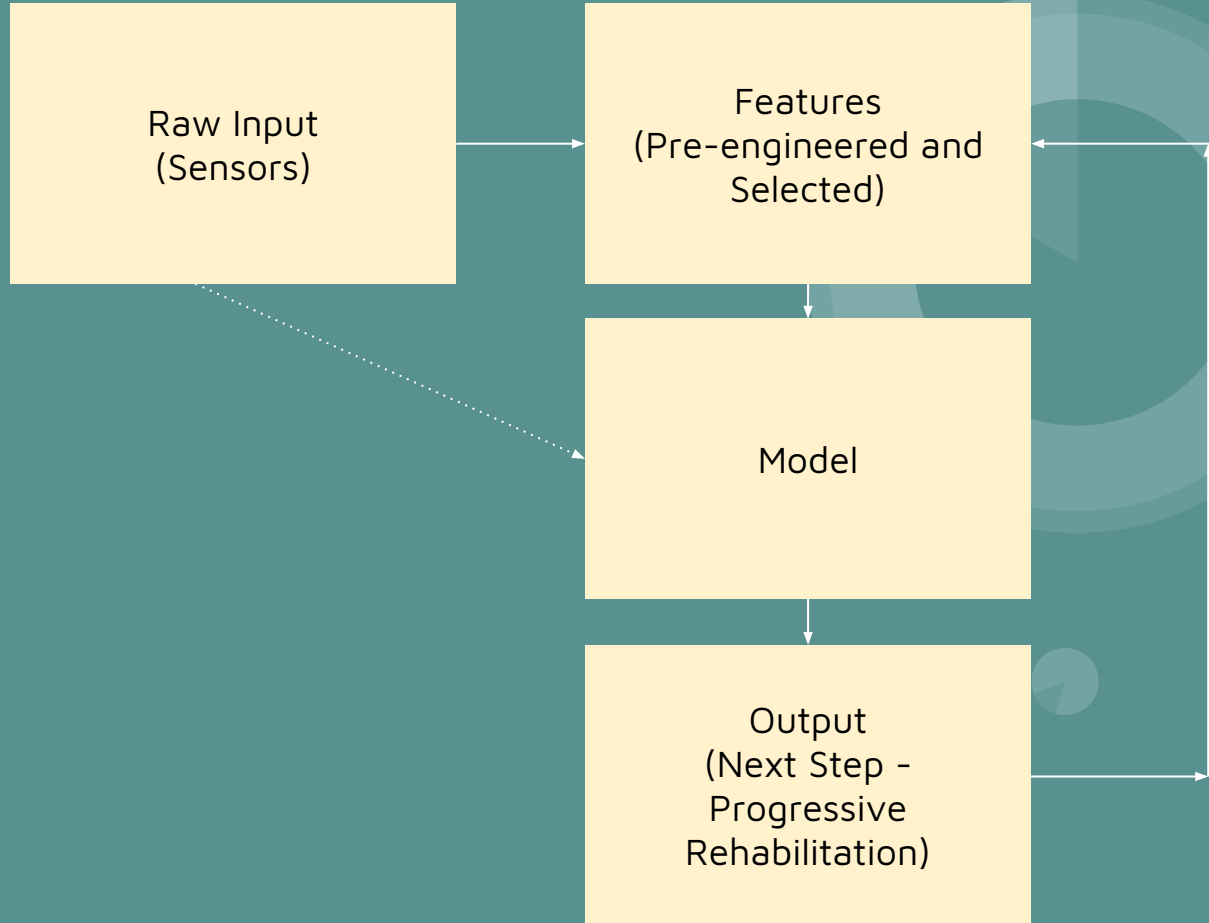 Raw Input
(Sensors)
Features
(Pre-engineered and
Selected)
Model
Output
(Next Step -
Progressive
Rehabilitation)